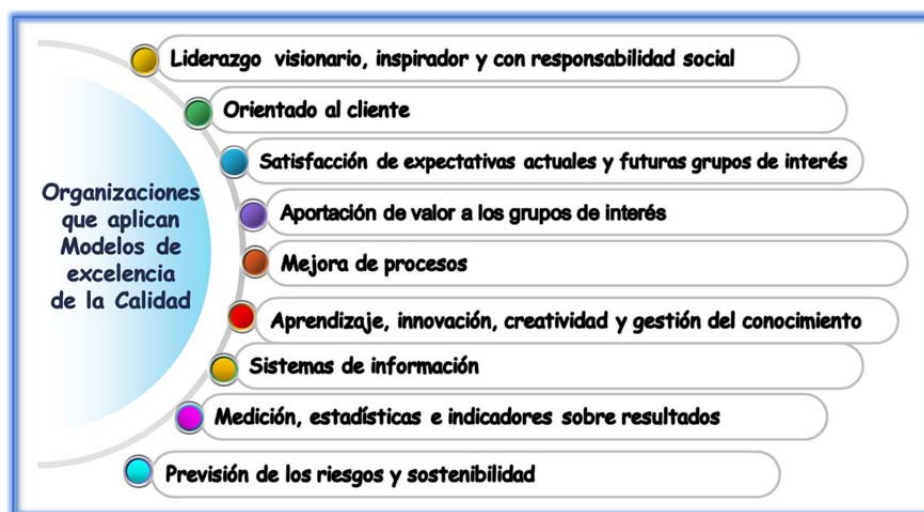 Liderazgo visionario, inspirador y con responsabilidad social
Orientado al cliente
Satisfacción de expectativas actuales y futuras grupos de interés
Organizaciones
que aplican
Modelos de
excelencia
de la Calidad
Aportación de valor a los grupos de interés
Mejora de procesos
Aprendizaje, innovación, creatividad y gestión del conocimiento
Sistemas de información
Medición, estadísticas e indicadores sobre resultados
Previsión de los riesgos y sostenibilidad